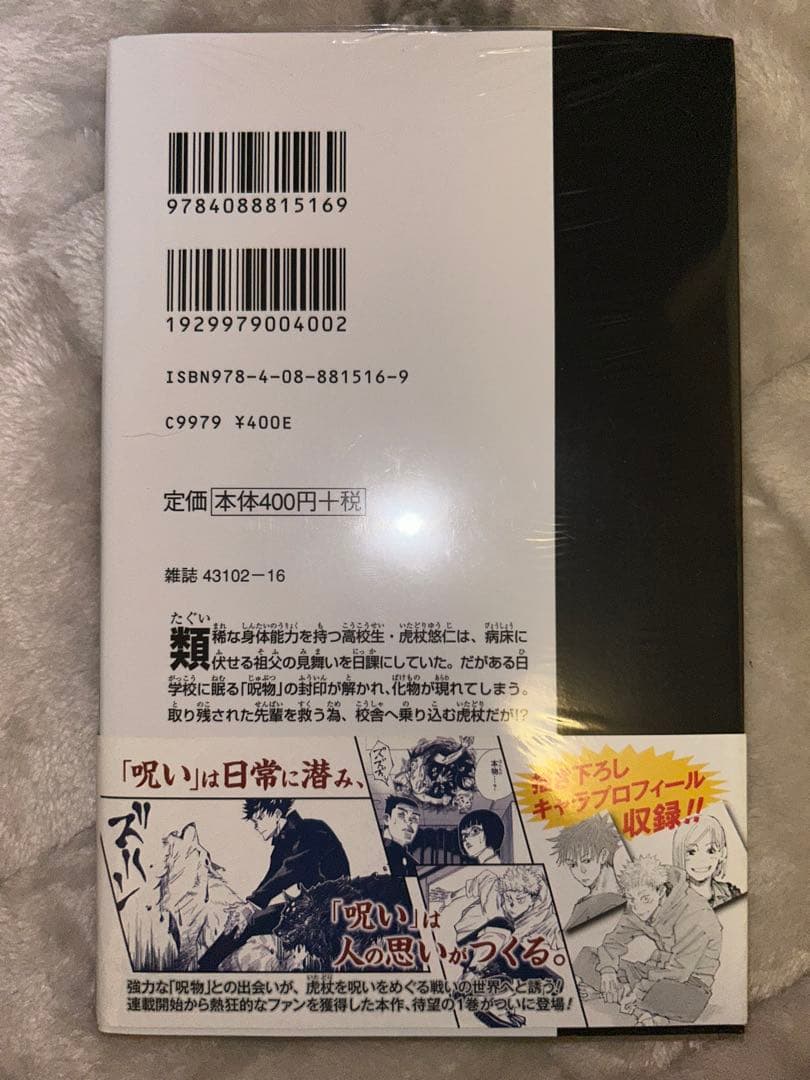 9784088815169
1929979004002
ISBN978-4-08-881516-9
C9979 ¥400E
定価 本体400円+税
雑誌 43102-16
類稀な身体能力を持つ高校生・虎杖悠仁は、病床に
伏せる祖父の見舞いを日課にしていた。だがある日
学校に眠る「呪物」の封印が解かれ、化物が現れてしまう。
取り残された先輩を救う為、校舎へ乗り込む虎杖だが!?
「呪い」は日常に潜み、
ズズズ
本物…?
ズバン
描き下ろし
キャラプロフィール
収録!!
「呪い」は
人の思いがつくる。
強力な「呪物」との出会いが、虎杖を呪いをめぐる戦いの世界へと誘う!
連載開始から熱狂的なファンを獲得した本作、待望の1巻がついに登場!